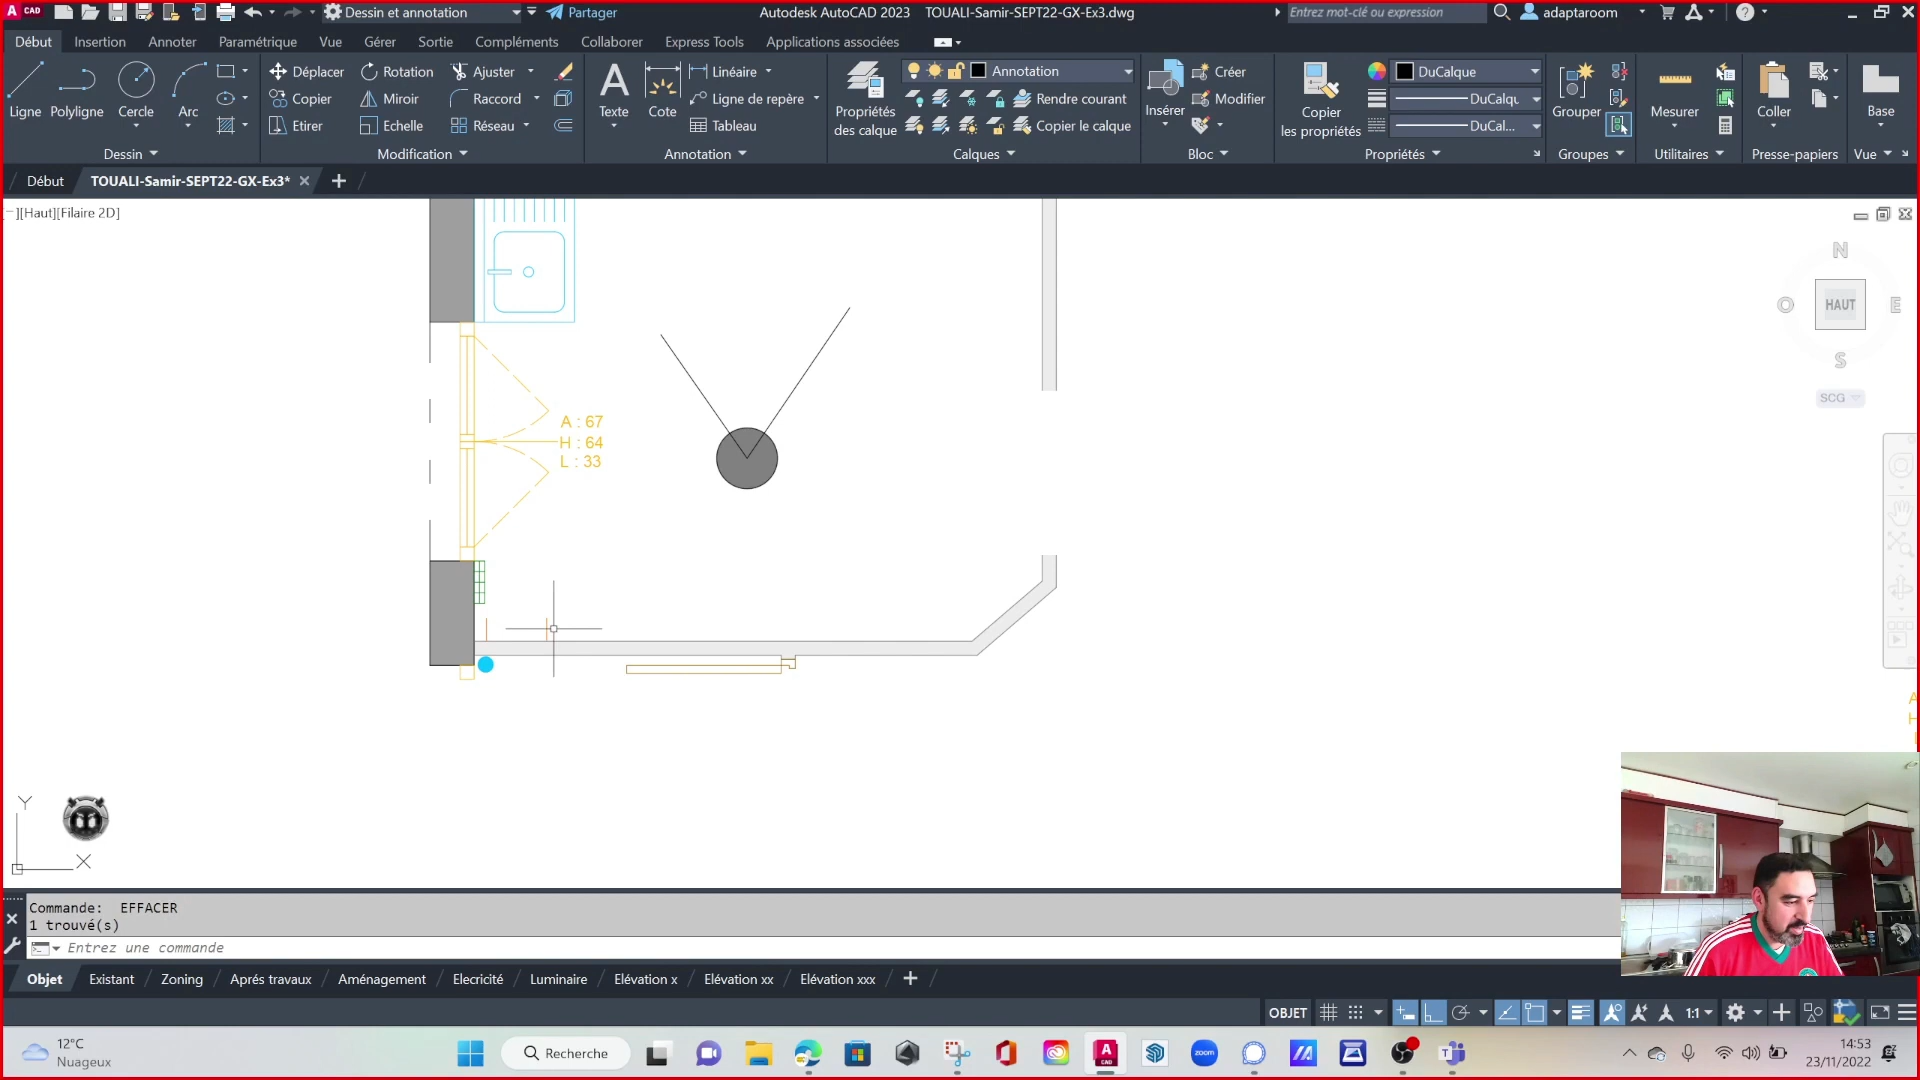 A CAD
Dessin et annotation
Partager
Autodesk AutoCAD 2023
TOUALI-Samir-SEPT22-GX-Ex3.dwg
Entrez mot-clé ou expression
adaptaroom
Début
Insertion
Annoter
Paramétrique
Vue
Gérer
Sortie
Compléments
Collaborer
Express Tools
Applications associées
Ligne
Polyligne
Cercle
Arc
Dessin
Déplacer
Rotation
Ajuster
Copier
Miroir
Raccord
Etirer
Echelle
Réseau
Modification
Texte
Cote
Linéaire
Ligne de repère
Tableau
Annotation
Propriétés
des calque
Annotation
Rendre courant
Copier le calque
Calques
Insérer
Créer
Modifier
Bloc
Copier
les propriétés
DuCalque
DuCalqu
DuCal...
Propriétés
Grouper
Groupes
Mesurer
Utilitaires
Coller
Presse-papiers
Base
Vue
Début
TOUALI-Samir-SEPT22-GX-Ex3*
][Haut][Filaire 2D]
N
O
HAUT
E
S
SCG
A : 67
H : 64
L : 33
A
H
Y
X
Commande: EFFACER
1 trouvé(s)
Entrez une commande
Objet
Existant
Zoning
Aprés travaux
Aménagement
Elecricité
Luminaire
Elévation x
Elévation xx
Elévation xxx
OBJET
1:1
12°C
Nuageux
Recherche
zoom
14:53
23/11/2022